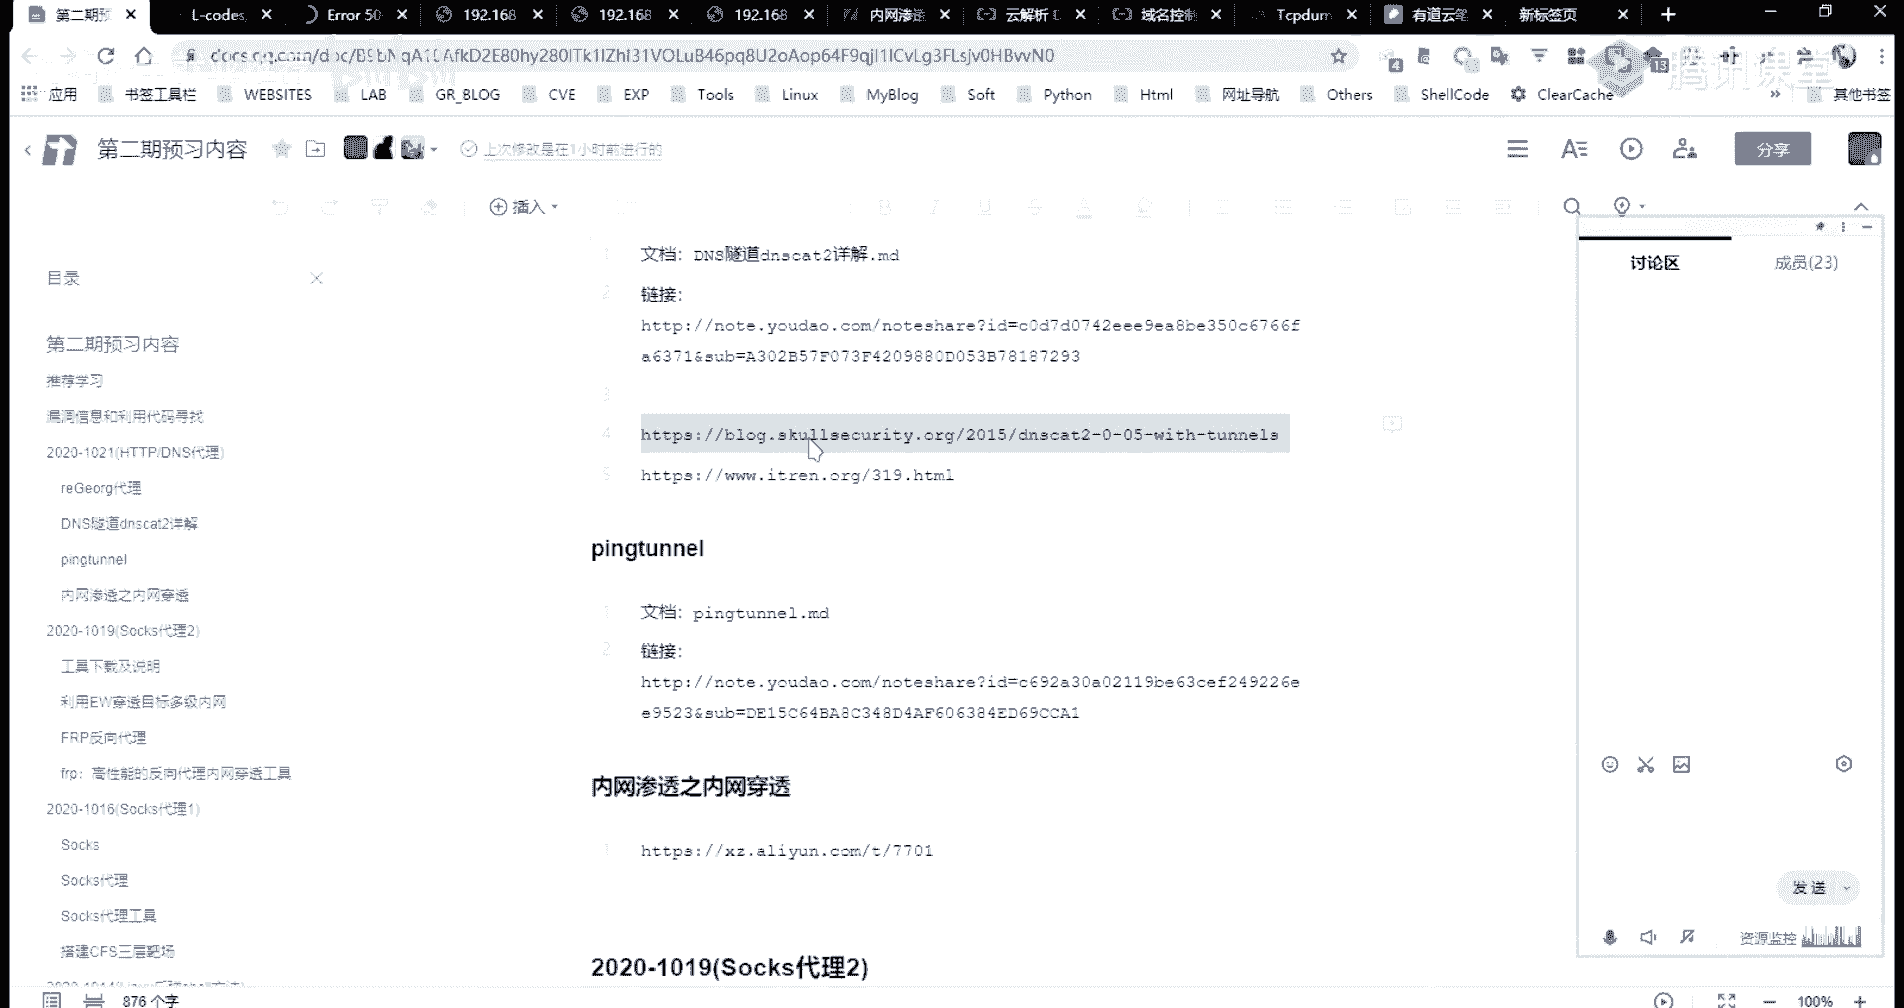 第二期预 L-codes, Error 50 192.168 192.168 192.168 内网渗透 云解析 域名控制 Tcpdum 有道云笔 新标签页
应用 书签工具栏 WEBSITES LAB GR_BLOG CVE EXP Tools Linux MyBlog Soft Python Html 网址导航 Others ShellCode ClearCache » 其他书签
腾讯课堂
第二期预习内容 上次修改是在1小时前进行的 分享
插入
目录
第二期预习内容
推荐学习
漏洞信息和利用代码寻找
2020-1021(HTTP/DNS代理)
reGeorg代理
DNS隧道dnscat2详解
pingtunnel
内网渗透之内网穿透
2020-1019(Socks代理2)
工具下载及说明
利用EW穿透目标多级内网
FRP反向代理
frp：高性能的反向代理内网穿透工具
2020-1016(Socks代理1)
Socks
Socks代理
Socks代理工具
搭建CFS三层靶场
1 文档：DNS隧道dnscat2详解.md
2 链接：
http://note.youdao.com/noteshare?id=c0d7d0742eee9ea8be350c6766f
a6371&sub=A302B57F073F4209880D053B78187293
3
4 https://blog.skullsecurity.org/2015/dnscat2-0-05-with-tunnels
5 https://www.itren.org/319.html
pingtunnel
1 文档：pingtunnel.md
2 链接：
http://note.youdao.com/noteshare?id=c692a30a02119be63cef249226e
e9523&sub=DE15C64BA8C348D4AF606384ED69CCA1
内网渗透之内网穿透
1 https://xz.aliyun.com/t/7701
2020-1019(Socks代理2)
讨论区 成员(23)
发送
资源监控
876 个字 100%